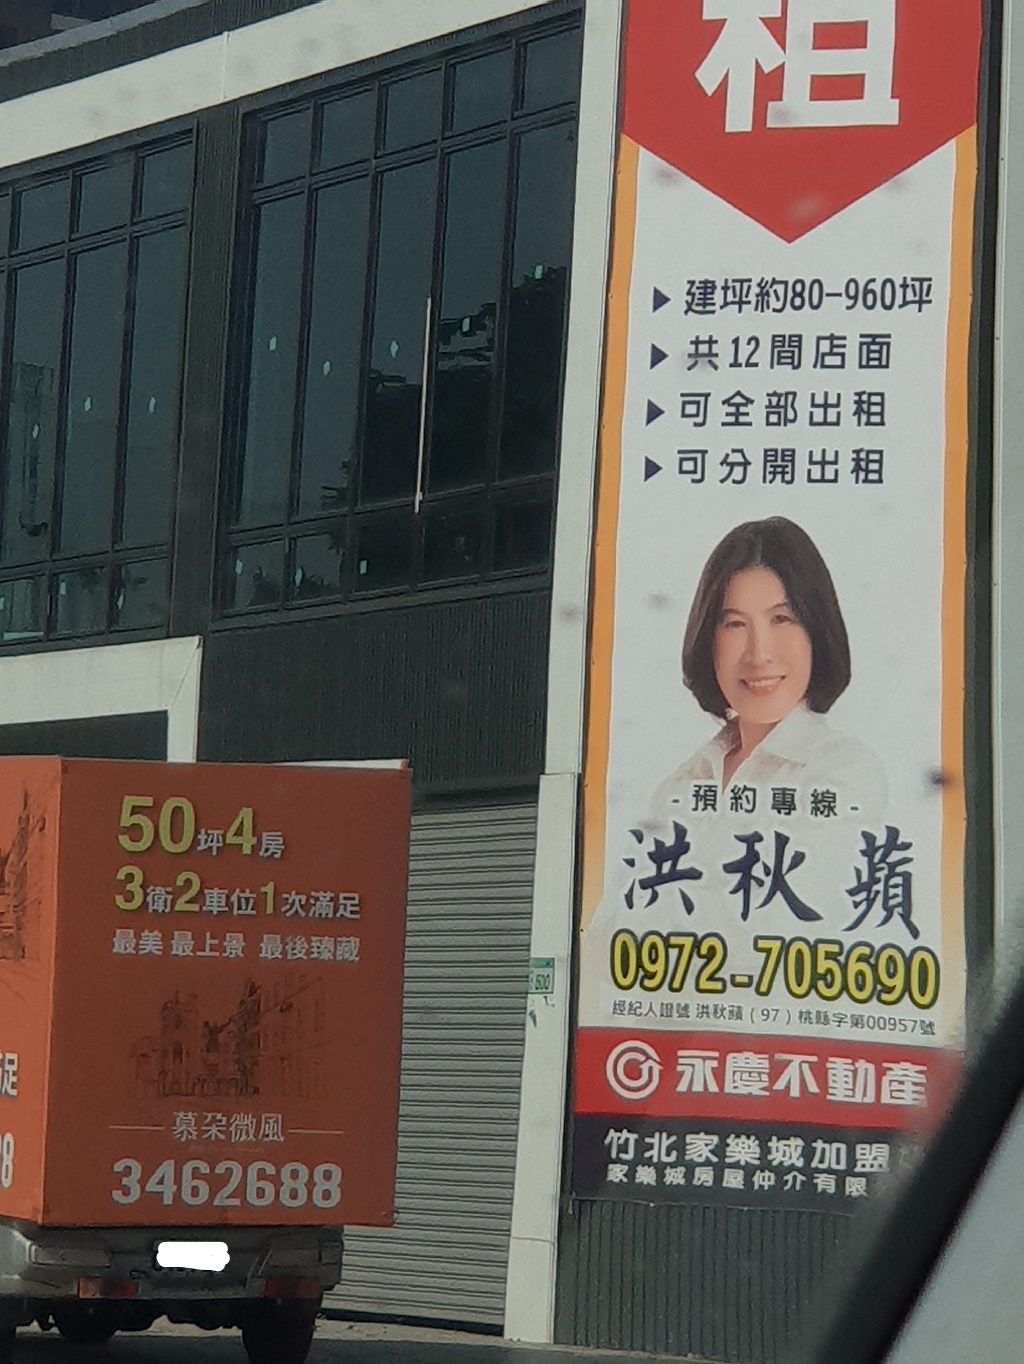 租
建坪約80-960坪
共12間店面
可全部出租
可分開出租
-預約專線-
洪秋蘋
0972-705690
經紀人證號 洪秋蘋(97)桃縣字第00957號
永慶不動產
竹北家樂城加盟
家樂城房屋仲介有限
50坪4房
3衛2車位1次滿足
最美 最上景 最後臻藏
慕朶微風
3462688
足
8
600